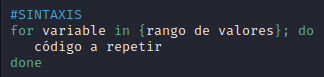 #SINTAXIS
for variable in {rango de valores}; do
código a repetir
done